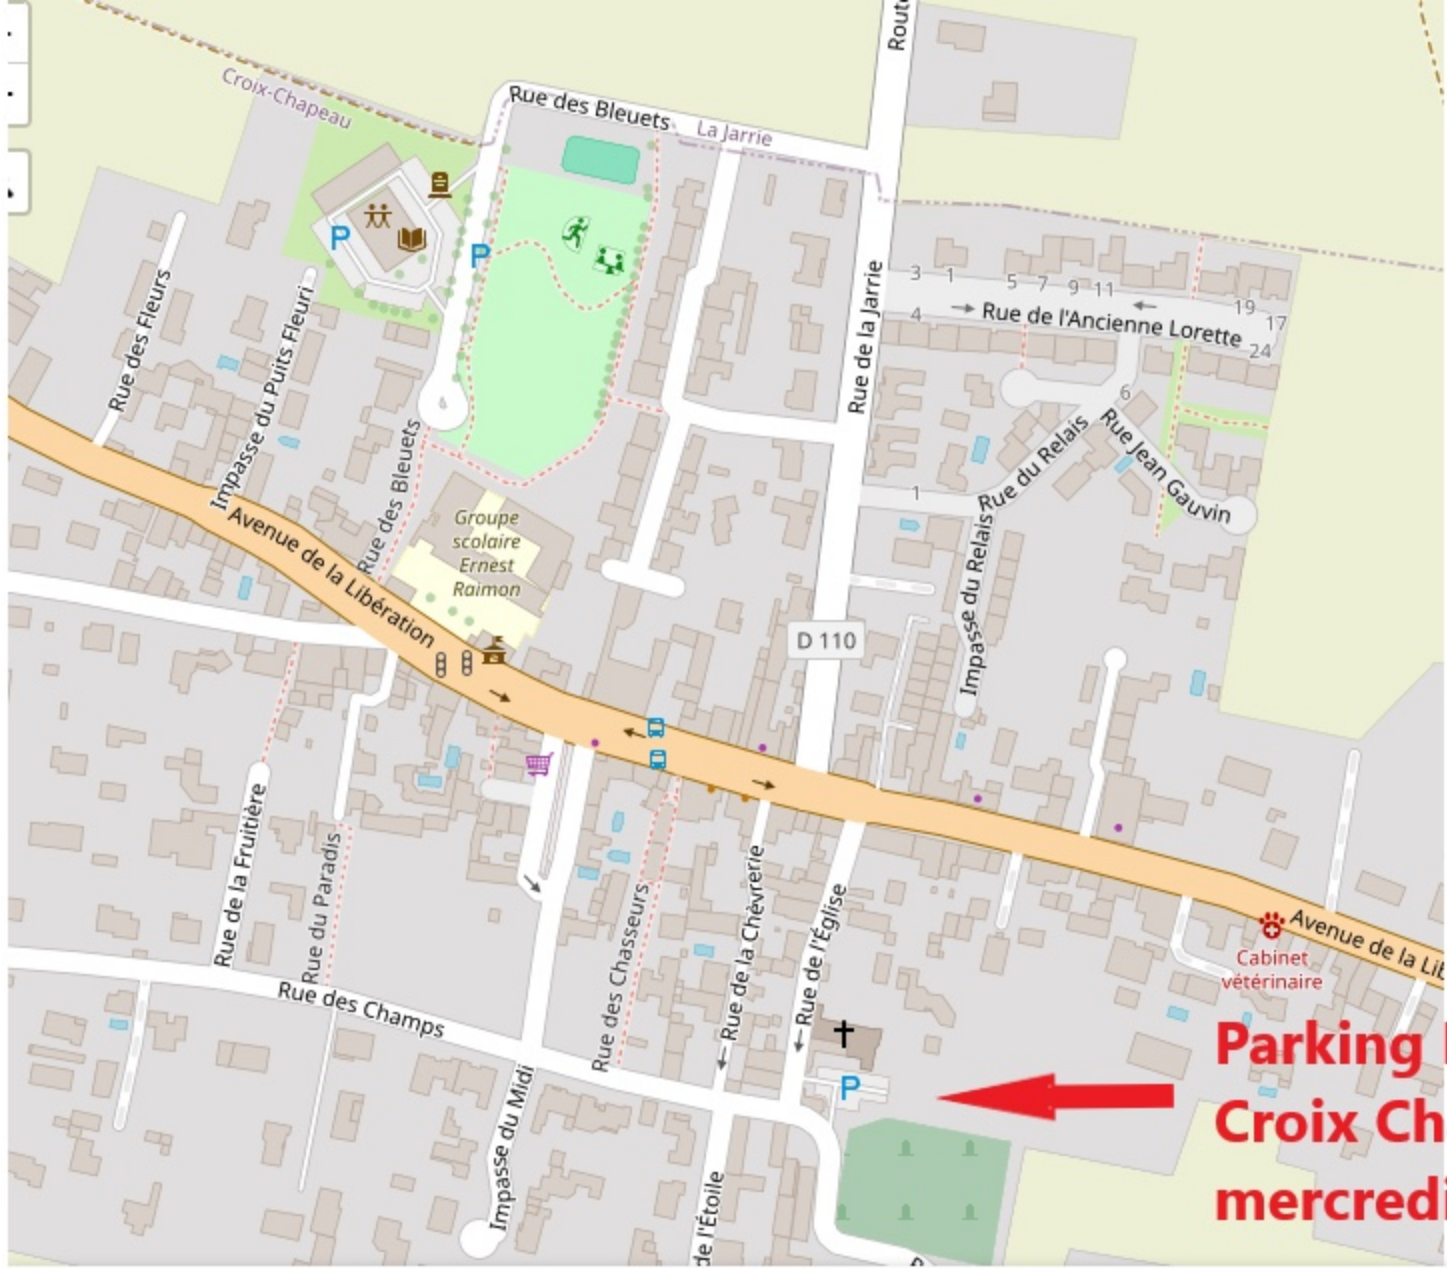 Route
Croix-Chapeau
Rue des Bleuets
La Jarrie
P
P
Rue des Fleurs
Impasse du Puits Fleuri
Rue des Bleuets
Rue de la Jarrie
3 1 5 7 9 11
4
Rue de l'Ancienne Lorette
19
17
24
6
Rue du Relais
Rue Jean Gauvin
1
Impasse du Relais
Avenue de la Libération
Groupe
scolaire
Ernest
Raimon
D 110
Rue de la Fruitière
Rue du Paradis
Rue des Chasseurs
Rue de la Chèvrerie
Rue de l'Église
Avenue de la Lib
Cabinet
vétérinaire
Rue des Champs
Impasse du Midi
de l'Étoile
P
Parking
Croix Ch
mercredi